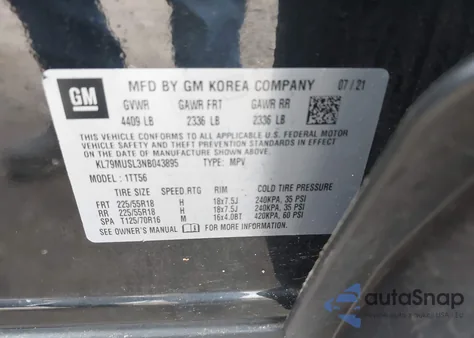 GM
MFD BY GM KOREA COMPANY 07/21
GVWR GAWR FRT GAWR RR
4409 LB 2336 LB 2336 LB
THIS VEHICLE CONFORMS TO ALL APPLICABLE U.S. FEDERAL MOTOR
VEHICLE SAFETY, BUMPER, AND THEFT PREVENTION STANDARDS IN
EFFECT ON THE DATE OF MANUFACTURE SHOWN ABOVE.
KL79MUSL3NB043895 TYPE: MPV
MODEL: 1TT56
TIRE SIZE SPEED RTG RIM COLD TIRE PRESSURE
FRT 225/55R18 H 18x7.5J 240KPA, 35 PSI
RR 225/55R18 H 18x7.5J 240KPA, 35 PSI
SPA T125/70R16 M 16x4.0BT 420KPA, 60 PSI
SEE OWNER'S MANUAL FOR MORE INFORMATION
autoSnap